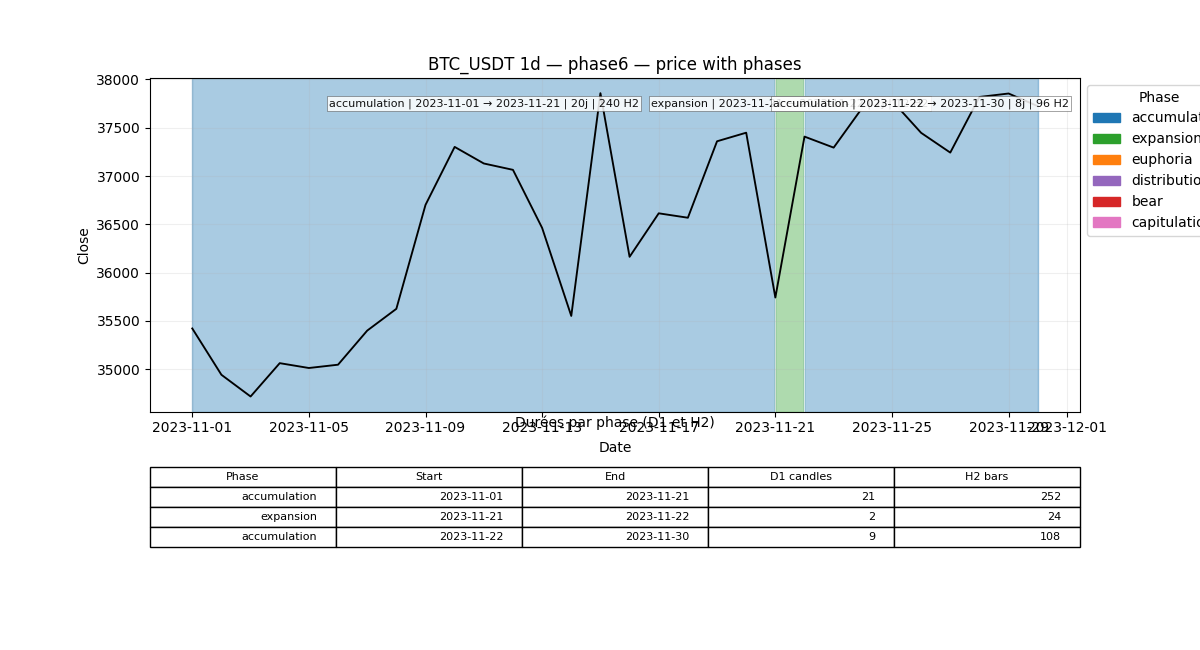 BTC_USDT 1d — phase6 — price with phases
38000
37500
37000
36500
36000
35500
35000
Close
accumulation | 2023-11-01 → 2023-11-21 | 20j | 240 H2
expansion | 2023-11-2
accumulation | 2023-11-22 → 2023-11-30 | 8j | 96 H2
Phase
accumulat
expansion
euphoria
distributio
bear
capitulatio
2023-11-01
2023-11-05
2023-11-09
2023-11-13
2023-11-17
2023-11-21
2023-11-25
2023-11-29
2023-12-01
Durées par phase (D1 et H2)
Date
Phase Start End D1 candles H2 bars
accumulation 2023-11-01 2023-11-21 21 252
expansion 2023-11-21 2023-11-22 2 24
accumulation 2023-11-22 2023-11-30 9 108